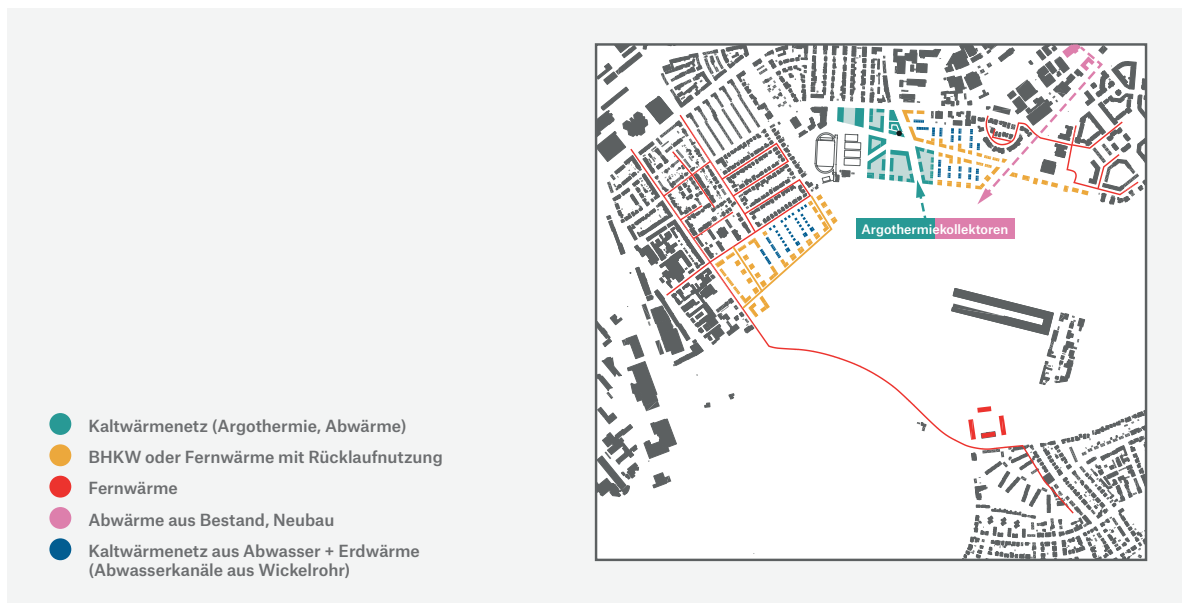 Argothermiekollektoren
Kaltwärmenetz (Argothermie, Abwärme)
BHKW oder Fernwärme mit Rücklaufnutzung
Fernwärme
Abwärme aus Bestand, Neubau
Kaltwärmenetz aus Abwasser + Erdwärme
(Abwasserkanäle aus Wickelrohr)